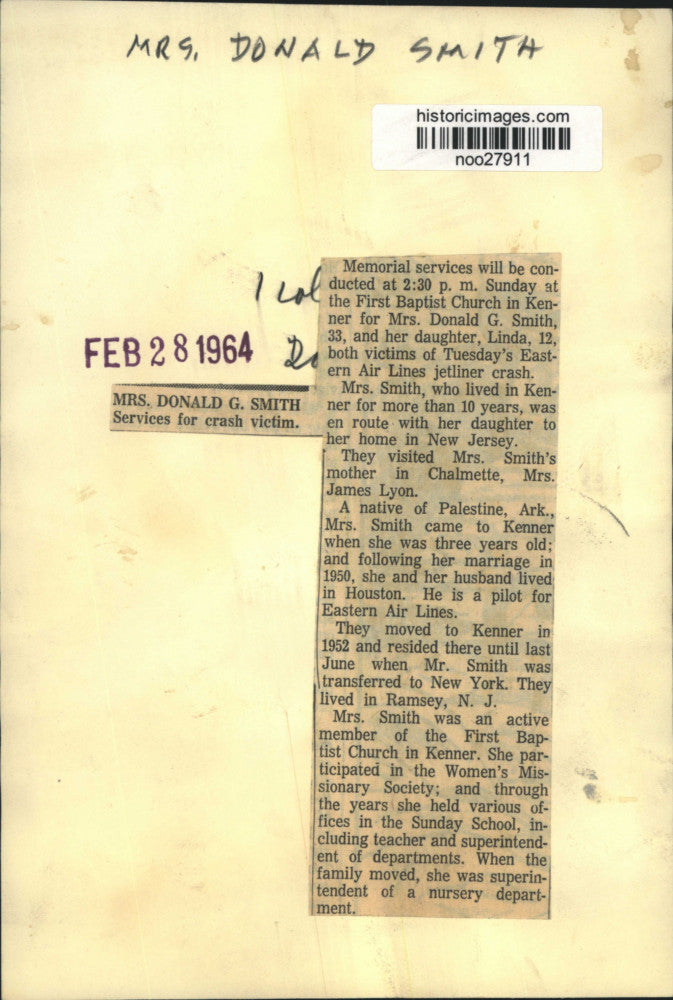 MRS. DONALD SMITH
historicimages.com
noo27911
1 col
FEB 28 1964
MRS. DONALD G. SMITH
Services for crash victim.
Memorial services will be con-
ducted at 2:30 p. m. Sunday at
the First Baptist Church in Ken-
ner for Mrs. Donald G. Smith,
33, and her daughter, Linda, 12,
both victims of Tuesday's East-
ern Air Lines jetliner crash.
Mrs. Smith, who lived in Ken-
ner for more than 10 years, was
en route with her daughter to
her home in New Jersey.
They visited Mrs. Smith's
mother in Chalmette, Mrs.
James Lyon.
A native of Palestine, Ark.,
Mrs. Smith came to Kenner
when she was three years old;
and following her marriage in
1950, she and her husband lived
in Houston. He is a pilot for
Eastern Air Lines.
They moved to Kenner in
1952 and resided there until last
June when Mr. Smith was
transferred to New York. They
lived in Ramsey, N. J.
Mrs. Smith was an active
member of the First Bap-
tist Church in Kenner. She par-
ticipated in the Women's Mis-
sionary Society; and through
the years she held various of-
fices in the Sunday School, in-
cluding teacher and superintend-
ent of departments. When the
family moved, she was superin-
tendent of a nursery depart-
ment.